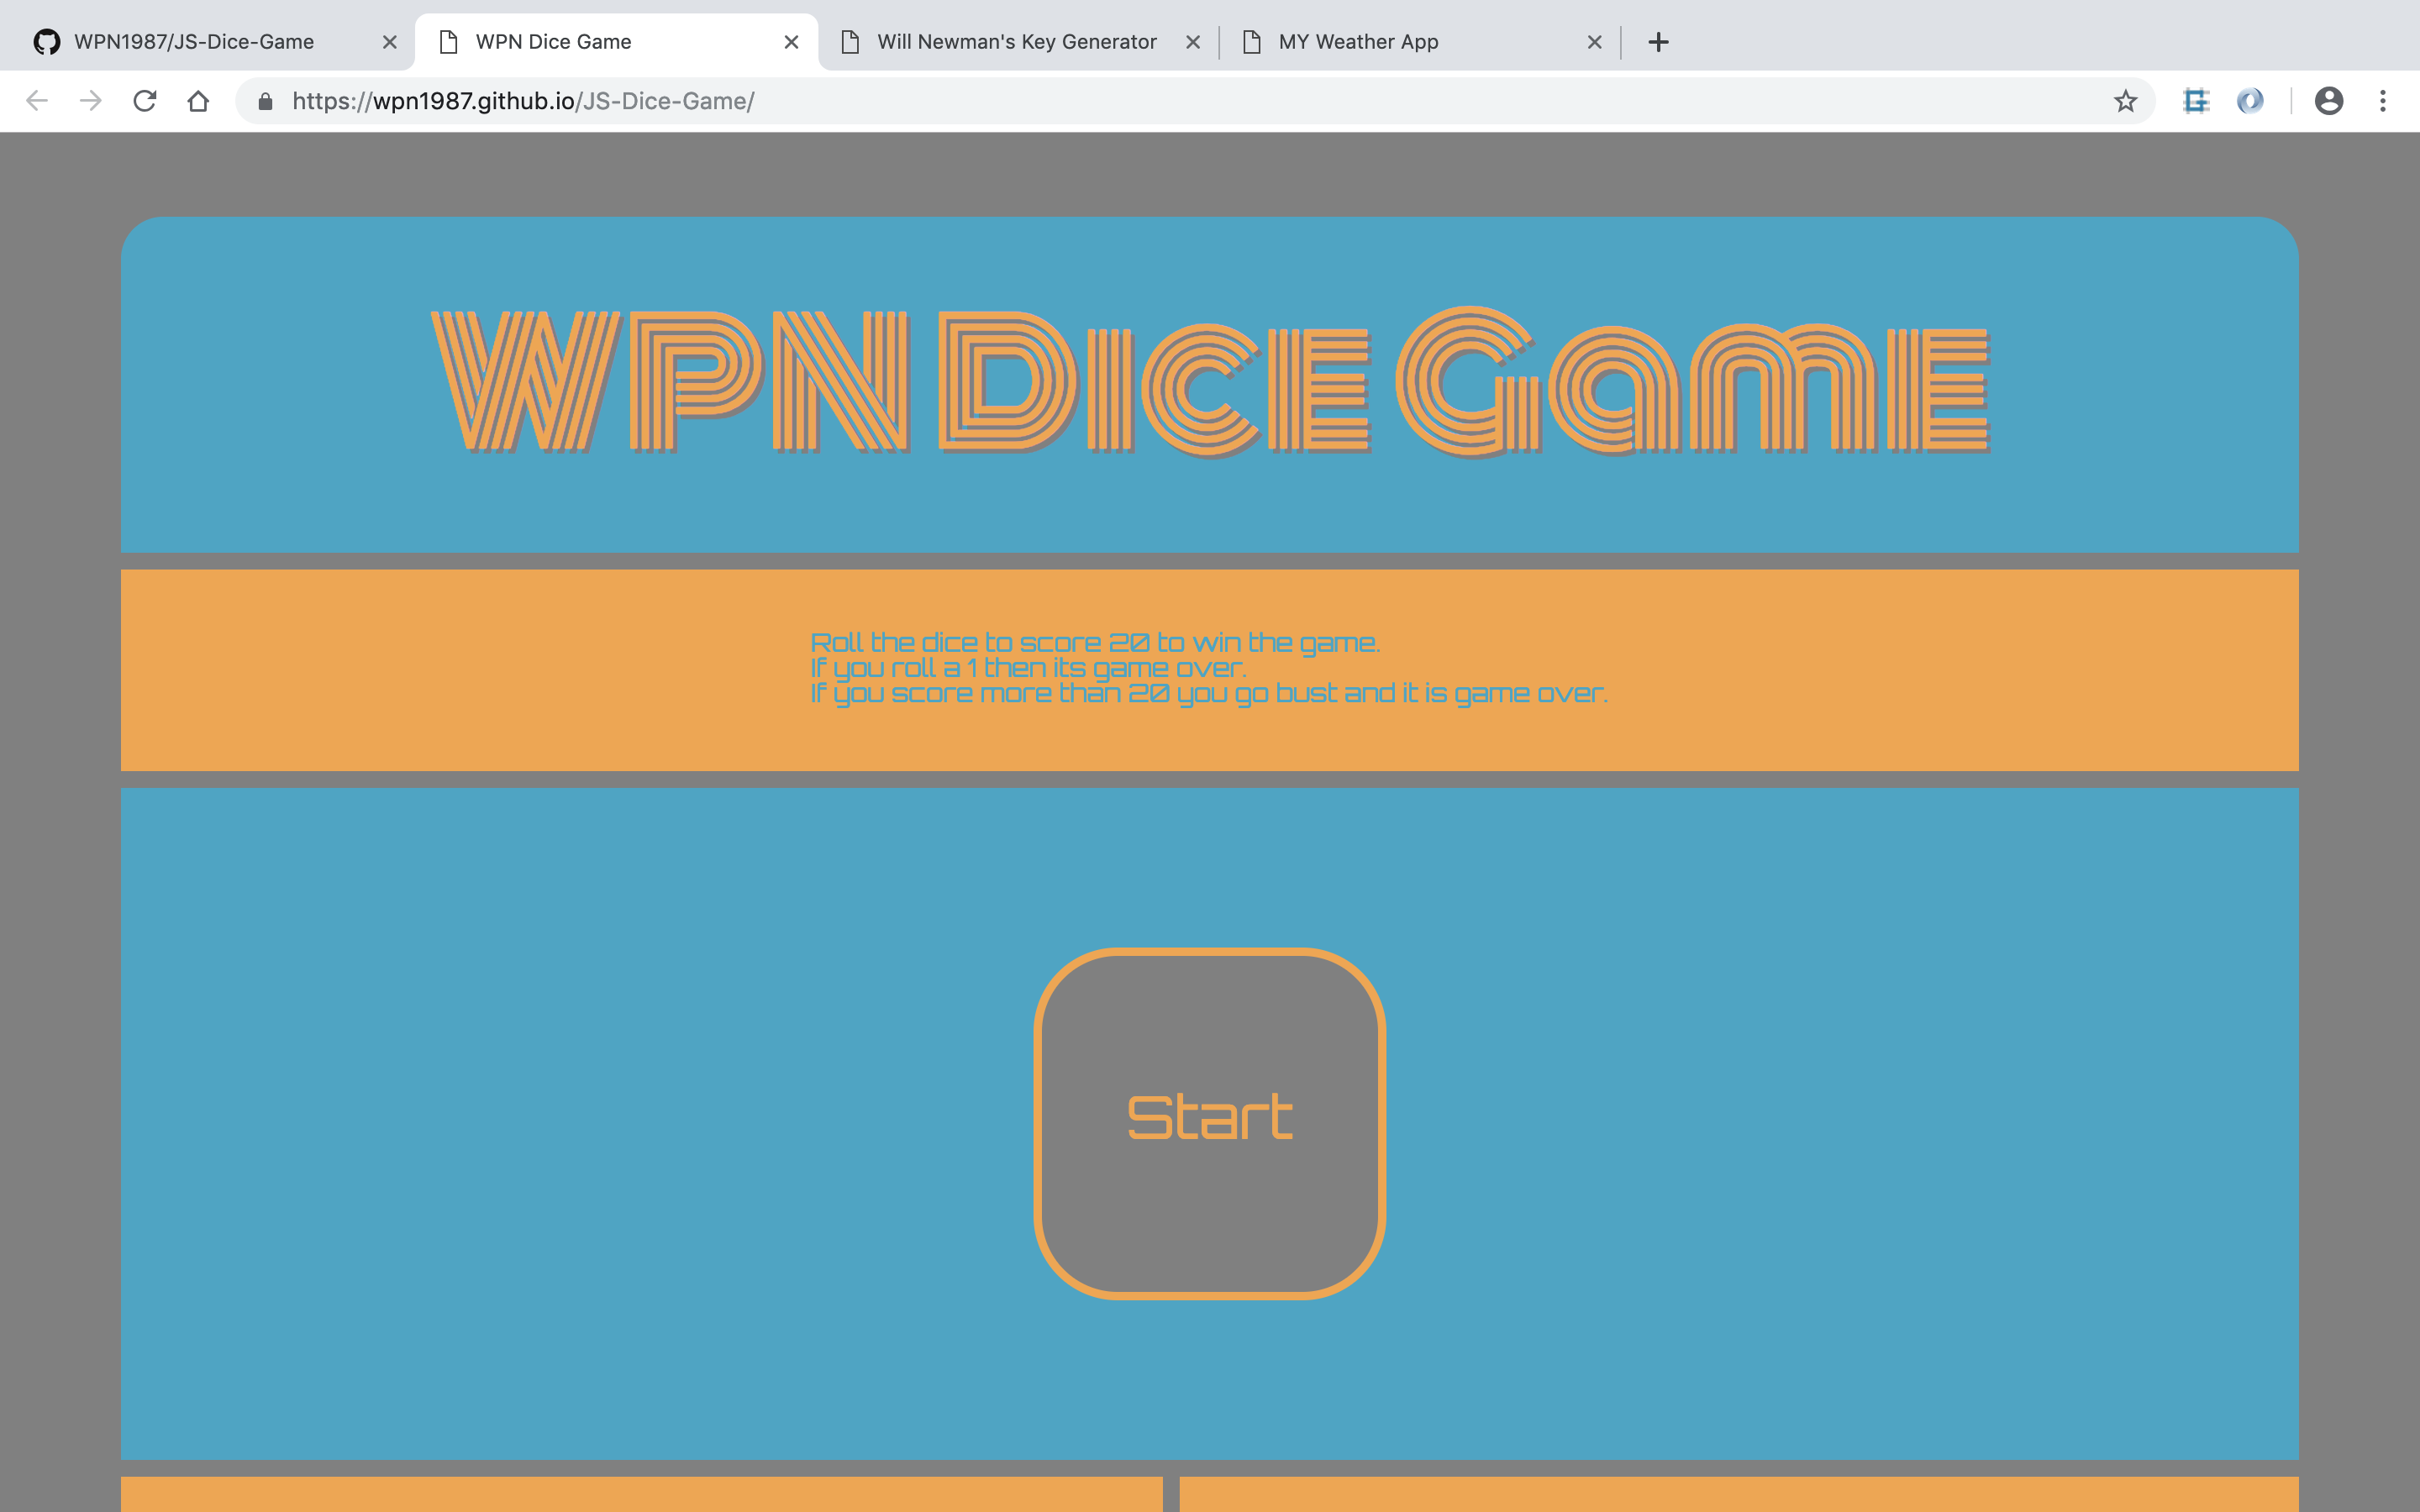 WPN1987/JS-Dice-Game
WPN Dice Game
Will Newman's Key Generator
MY Weather App
https://wpn1987.github.io/JS-Dice-Game/
WPN Dice Game
Roll the dice to score 20 to win the game.
If you roll a 1 then its game over.
If you score more than 20 you go bust and it is game over.
Start